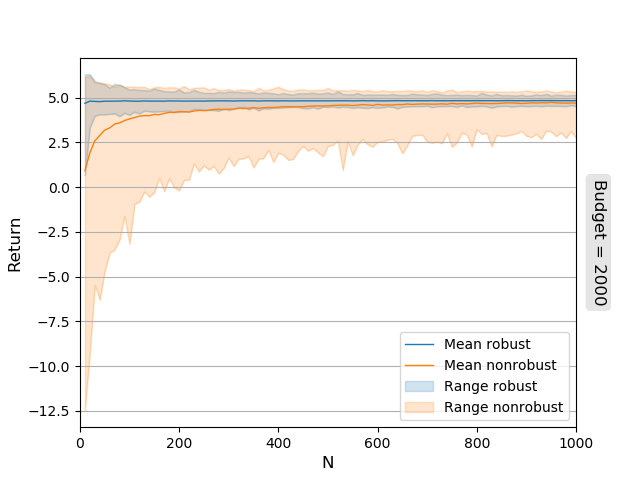 5.0
2.5
0.0
−2.5
−5.0
−7.5
−10.0
−12.5
Return
0 200 400 600 800 1000
N
Mean robust
Mean nonrobust
Range robust
Range nonrobust
Budget = 2000